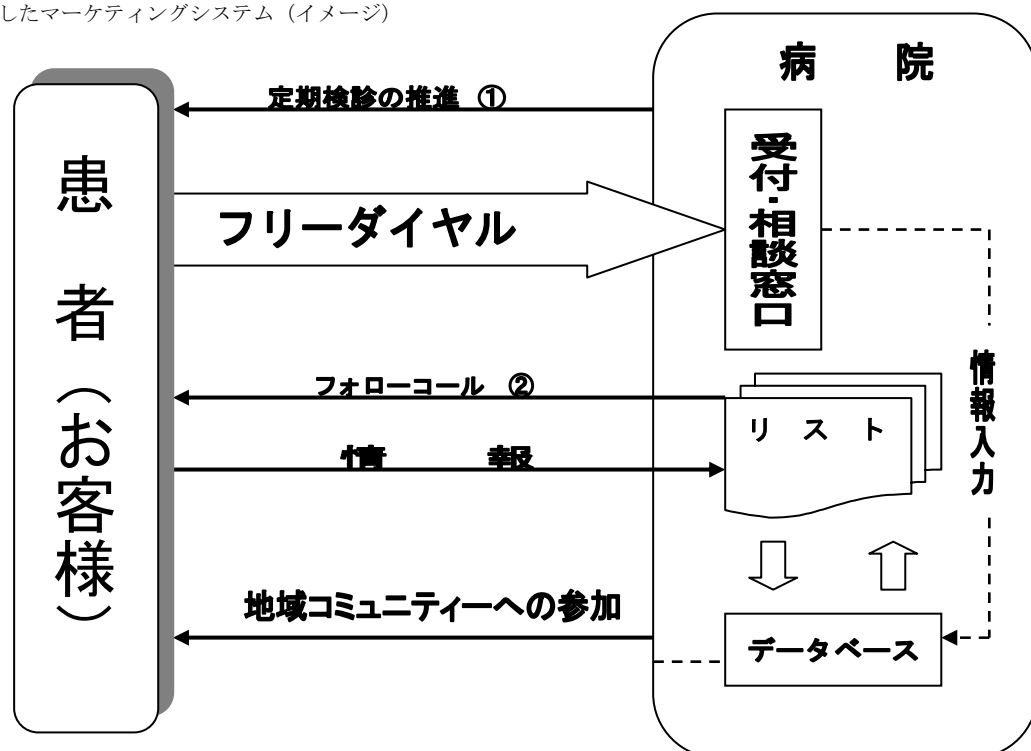 したマーケティングシステム（イメージ）
病　　院
定期検診の推進 ①
受付・相談窓口
患者（お客様）
フリーダイヤル
フォローコール ②
リスト
情報入力
情　　報
地域コミュニティーへの参加
データベース